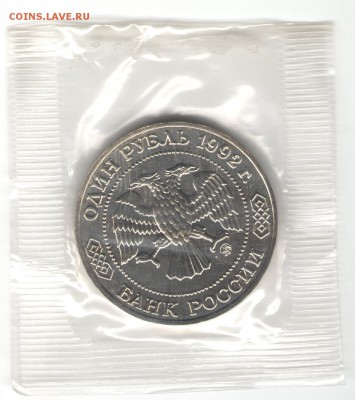 COINS.LAVE.RU
ОДИН РУБЛЬ 1992 г.
БАНК РОССИИ